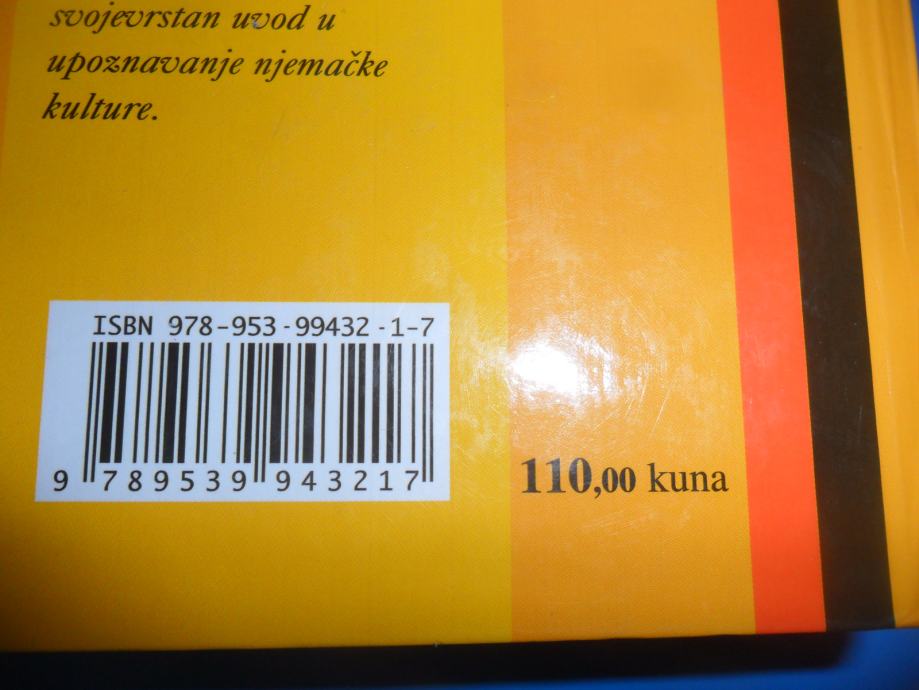 svojevrstan uvod u
upoznavanje njemačke
kulture.
ISBN 978-953-99432-1-7
9 789539 943217
110,00 kuna